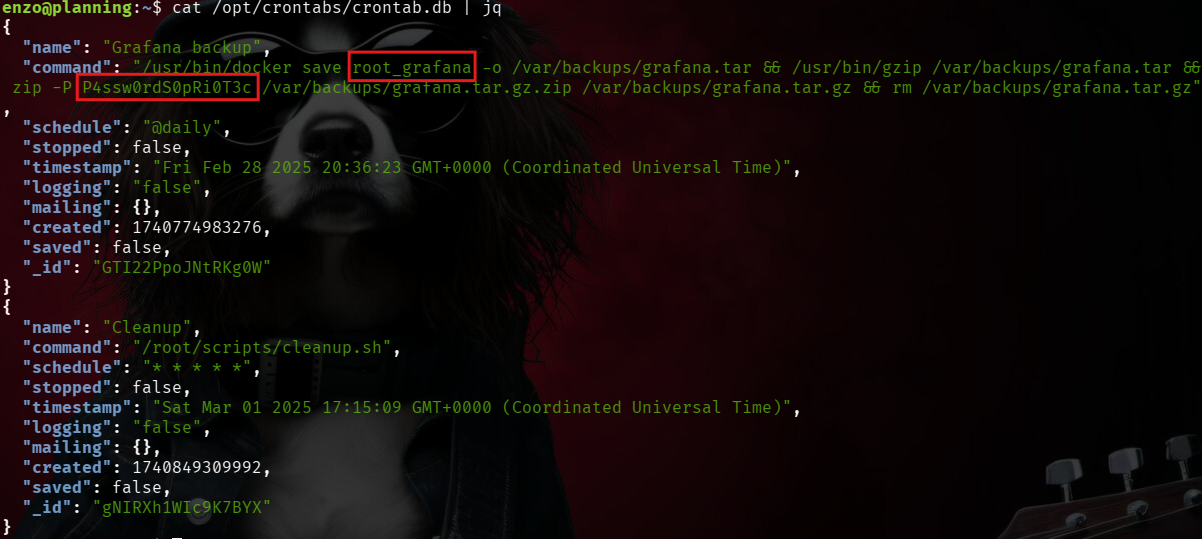 enzo@planning:~$ cat /opt/crontabs/crontab.db | jq
{
  "name": "Grafana backup",
  "command": "/usr/bin/docker save root_grafana -o /var/backups/grafana.tar && /usr/bin/gzip /var/backups/grafana.tar &&
 zip -P P4ssw0rdS0pRi0T3c /var/backups/grafana.tar.gz.zip /var/backups/grafana.tar.gz && rm /var/backups/grafana.tar.gz"
,
  "schedule": "@daily",
  "stopped": false,
  "timestamp": "Fri Feb 28 2025 20:36:23 GMT+0000 (Coordinated Universal Time)",
  "logging": "false",
  "mailing": {},
  "created": 1740774983276,
  "saved": false,
  "_id": "GTI22PpoJNtRKg0W"
}
{
  "name": "Cleanup",
  "command": "/root/scripts/cleanup.sh",
  "schedule": "* * * * *",
  "stopped": false,
  "timestamp": "Sat Mar 01 2025 17:15:09 GMT+0000 (Coordinated Universal Time)",
  "logging": "false",
  "mailing": {},
  "created": 1740849309992,
  "saved": false,
  "_id": "gNIRXh1WIc9K7BYX"
}